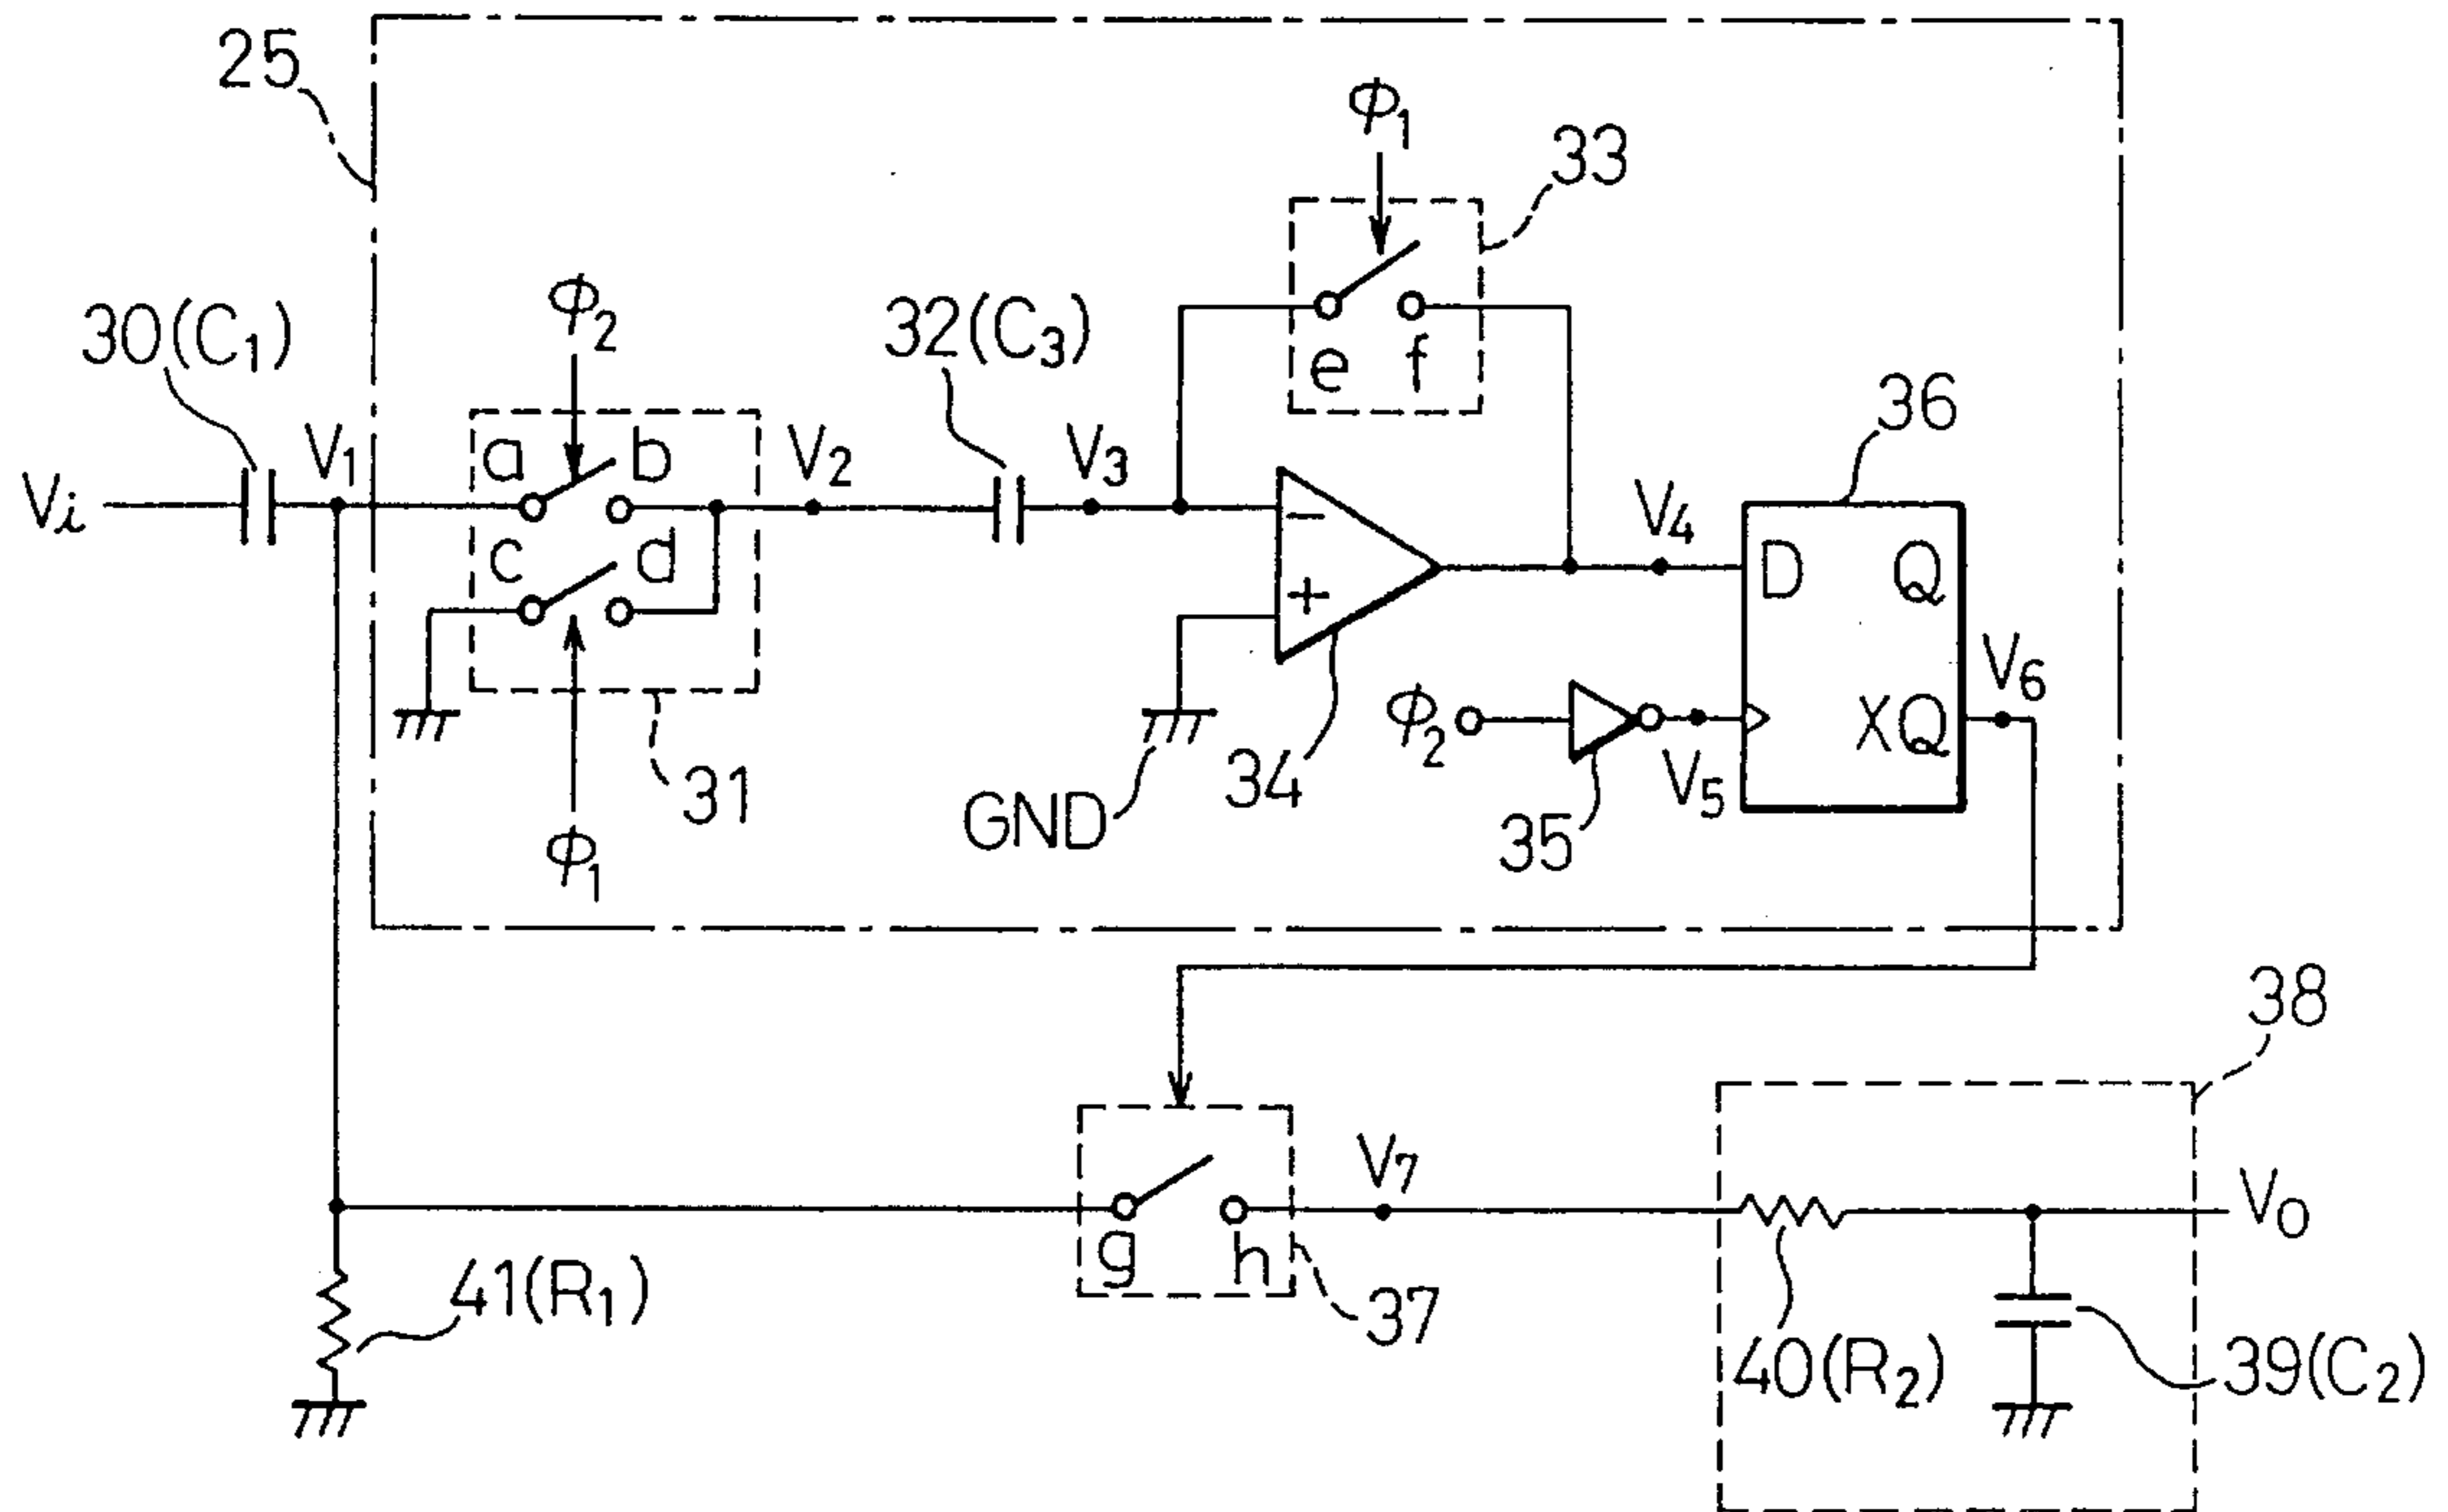 25
ϕ1
33
ϕ2
30(C1)
32(C3)
36
a
b
V1
V2
V3
Vi
e
f
V4
c
d
−
+
D
Q
ϕ2
V6
XQ
31
GND
34
V5
35
ϕ1
38
V7
VO
g
h
41(R1)
37
40(R2)
39(C2)